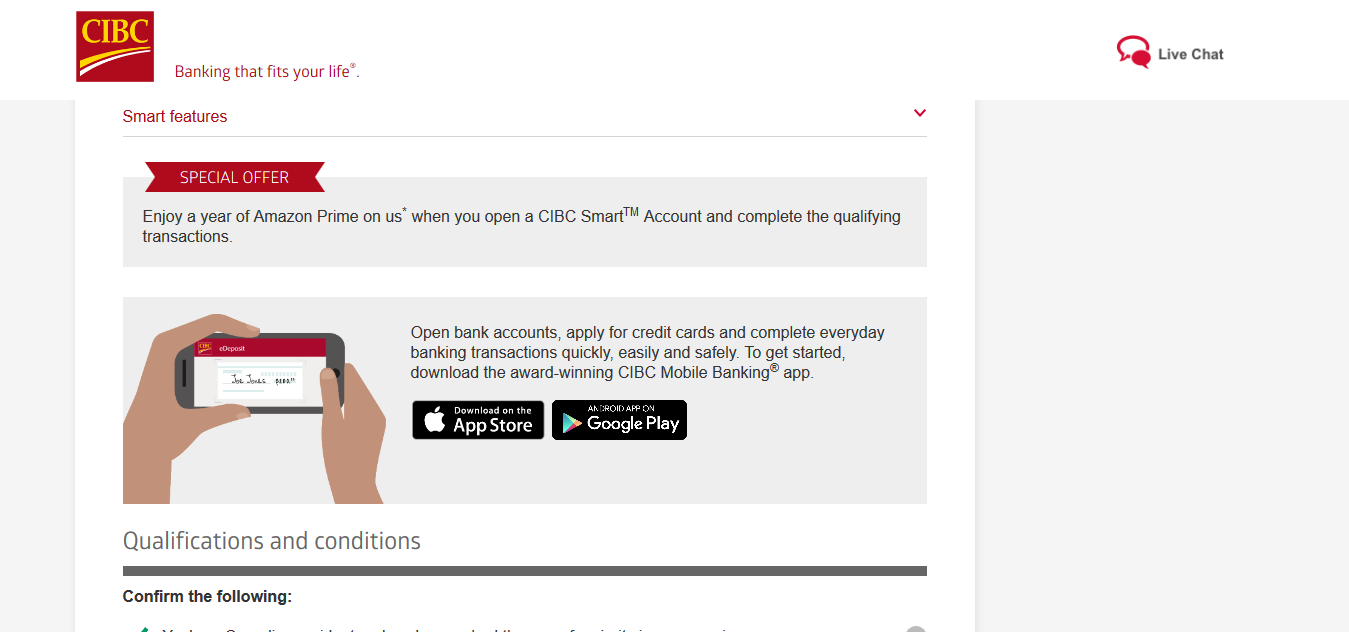 CIBC
Banking that fits your life®.
Live Chat
Smart features
SPECIAL OFFER
Enjoy a year of Amazon Prime on us* when you open a CIBC Smart™ Account and complete the qualifying
transactions.
CIBC eDeposit
Joe Jones
Open bank accounts, apply for credit cards and complete everyday
banking transactions quickly, easily and safely. To get started,
download the award-winning CIBC Mobile Banking® app.
Download on the
App Store
ANDROID APP ON
Google Play
Qualifications and conditions
Confirm the following: